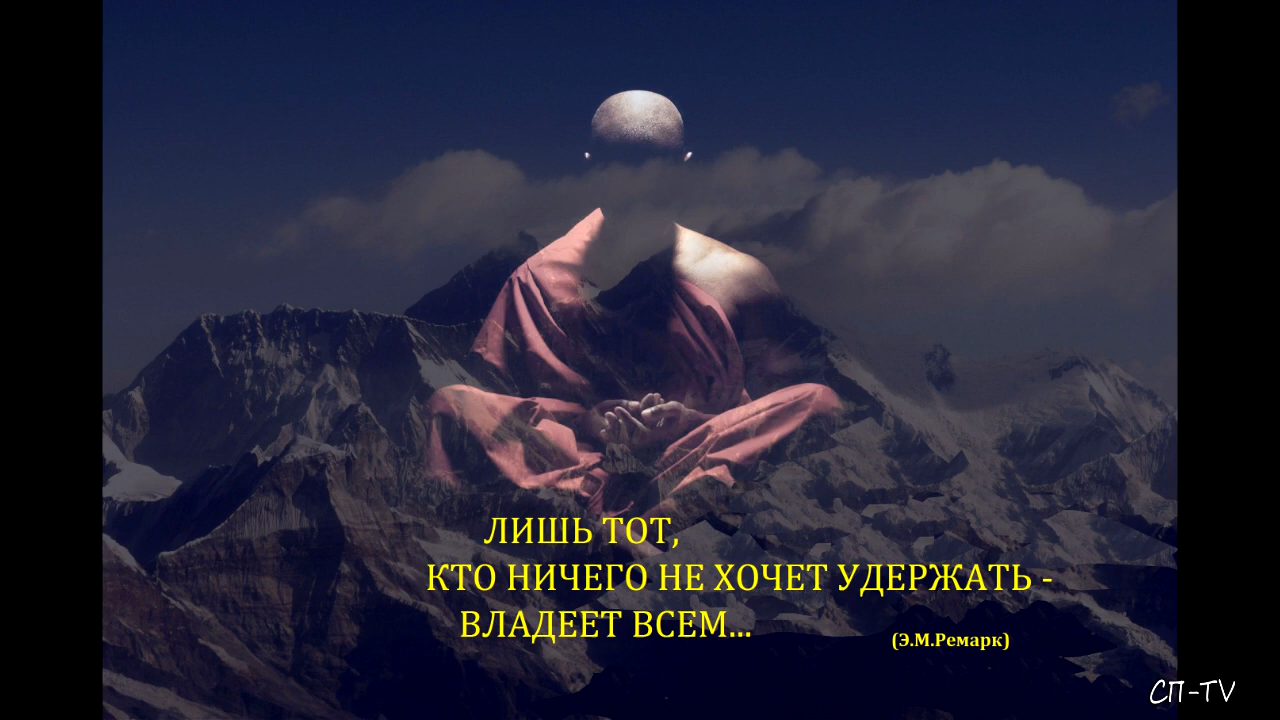 ЛИШЬ ТОТ,
КТО НИЧЕГО НЕ ХОЧЕТ УДЕРЖАТЬ -
ВЛАДЕЕТ ВСЕМ...
(Э.М.Ремарк)
СП-TV